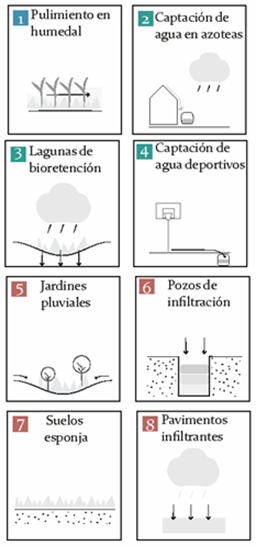 1 Pulimiento en
humedal
2 Captación de
agua en azoteas
3 Lagunas de
bioretención
4 Captación de
agua deportivos
5 Jardines
pluviales
6 Pozos de
infiltración
7 Suelos
esponja
8 Pavimentos
infiltrantes